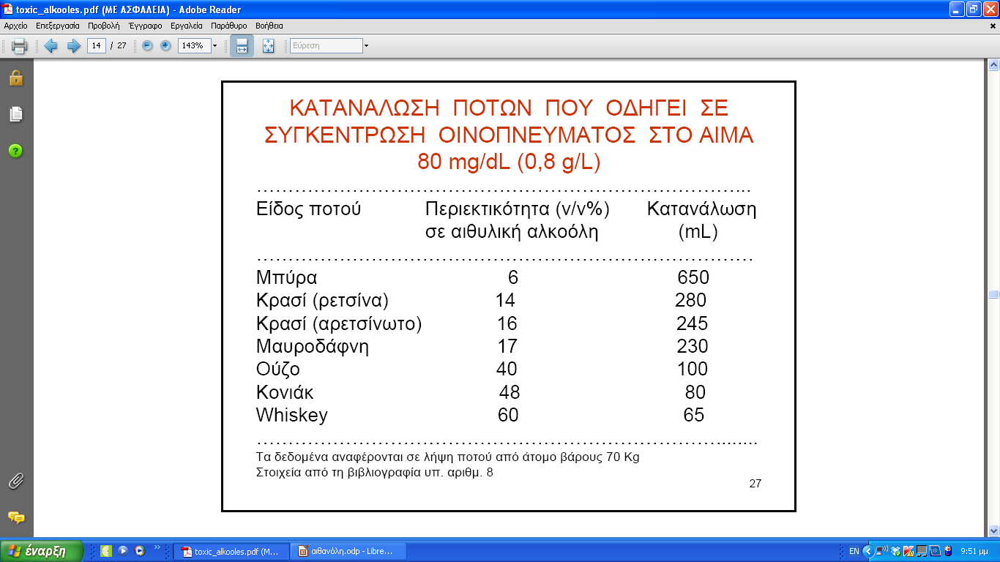 toxic_alkooles.pdf (ΜΕ ΑΣΦΑΛΕΙΑ) - Adobe Reader
Αρχείο Επεξεργασία Προβολή Έγγραφο Εργαλεία Παράθυρο Βοήθεια
14 / 27 143% Εύρεση
ΚΑΤΑΝΑΛΩΣΗ ΠΟΤΩΝ ΠΟΥ ΟΔΗΓΕΙ ΣΕ
ΣΥΓΚΕΝΤΡΩΣΗ ΟΙΝΟΠΝΕΥΜΑΤΟΣ ΣΤΟ ΑΙΜΑ
80 mg/dL (0,8 g/L)
Είδος ποτού Περιεκτικότητα (v/v%) Κατανάλωση
σε αιθυλική αλκοόλη (mL)
Μπύρα 6 650
Κρασί (ρετσίνα) 14 280
Κρασί (αρετσίνωτο) 16 245
Μαυροδάφνη 17 230
Ούζο 40 100
Κονιάκ 48 80
Whiskey 60 65
Τα δεδομένα αναφέρονται σε λήψη ποτού από άτομο βάρους 70 Kg
Στοιχεία από τη βιβλιογραφία υπ. αριθμ. 8
27
έναρξη toxic_alkooles.pdf (Μ... αιθανόλη.odp - Libre... EN 9:51 μμ